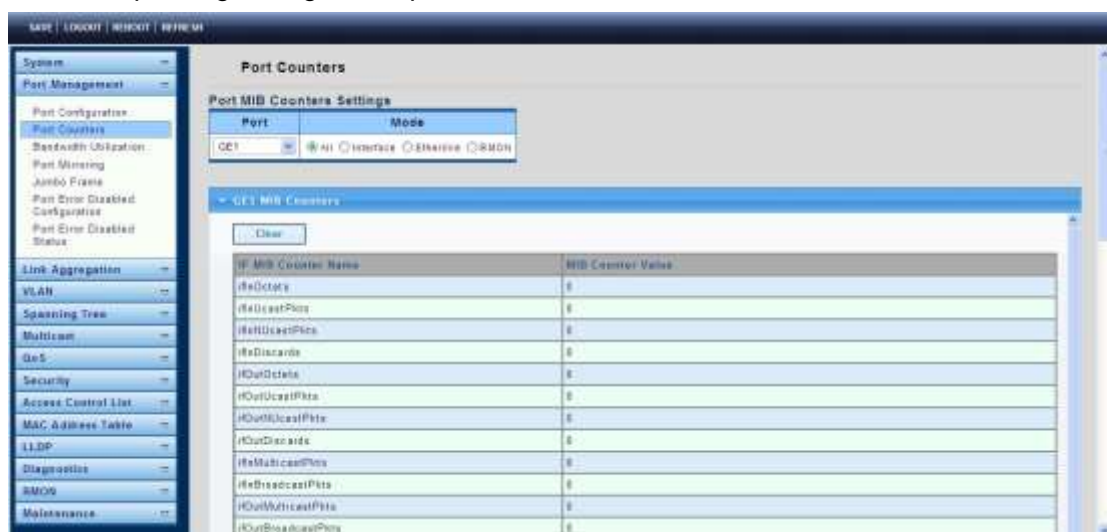 SAVE | LOGOUT | REBOOT | REFRESH
System
Port Management
Port Configuration
Port Counters
Bandwidth Utilization
Port Mirroring
Jumbo Frame
Port Error Disabled
Configuration
Port Error Disabled
Status
Link Aggregation
VLAN
Spanning Tree
Multicast
QoS
Security
Access Control List
MAC Address Table
LLDP
Diagnostics
RMON
Maintenance
Port Counters
Port MIB Counters Settings
Port Mode
GE1 All Interface Etherlike RMON
GE1 MIB Counters
Clear
IF MIB Counter Name MIB Counter Value
ifInOctets 0
ifInUcastPkts 0
ifInNUcastPkts 0
ifInDiscards 0
ifOutOctets 0
ifOutUcastPkts 0
ifOutNUcastPkts 0
ifOutDiscards 0
ifInMulticastPkts 0
ifInBroadcastPkts 0
ifOutMulticastPkts 0
ifOutBroadcastPkts 0